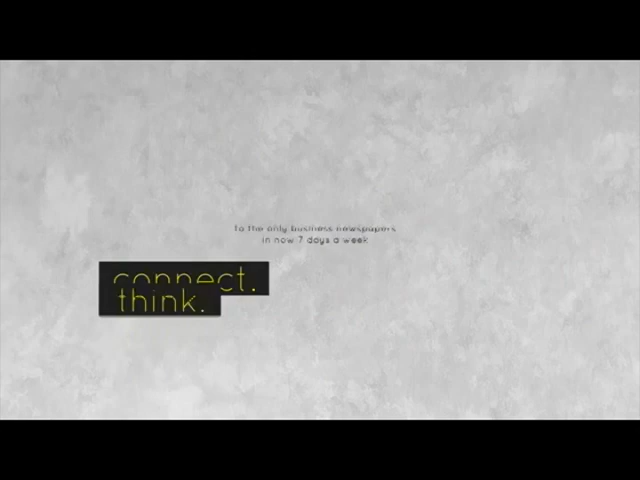 To the only business newspapers
in now 7 days a week
connect.
think.